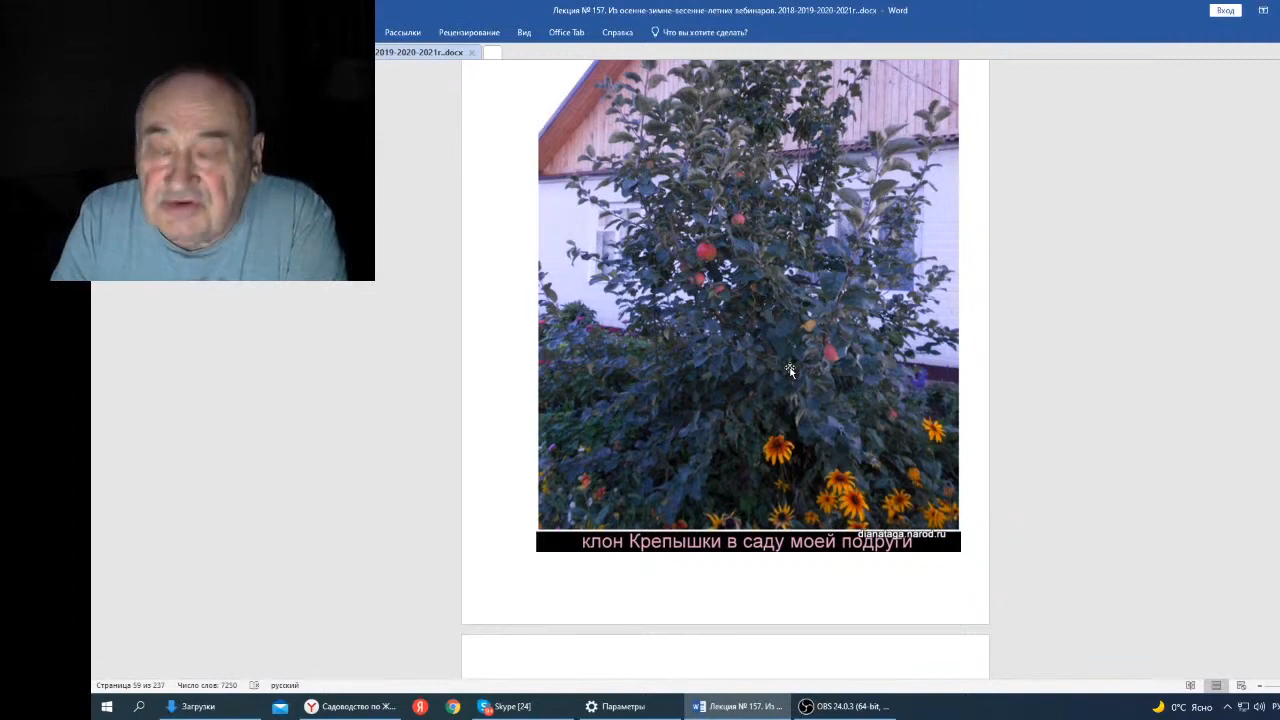 Лекция № 157. Из осенне-зимне-весенне-летних вебинаров. 2018-2019-2020-2021г..docx - Word
Вход
Рассылки Рецензирование Вид Office Tab Справка Что вы хотите сделать?
2019-2020-2021г..docx
dianataga.narod.ru
клон Крепышки в саду моей подруги
Страница 59 из 237 Число слов: 7250 русский
Загрузки Садоводство по Ж... Skype [24] Параметры Лекция № 157. Из ... OBS 24.0.3 (64-bit, ... 0°C Ясно